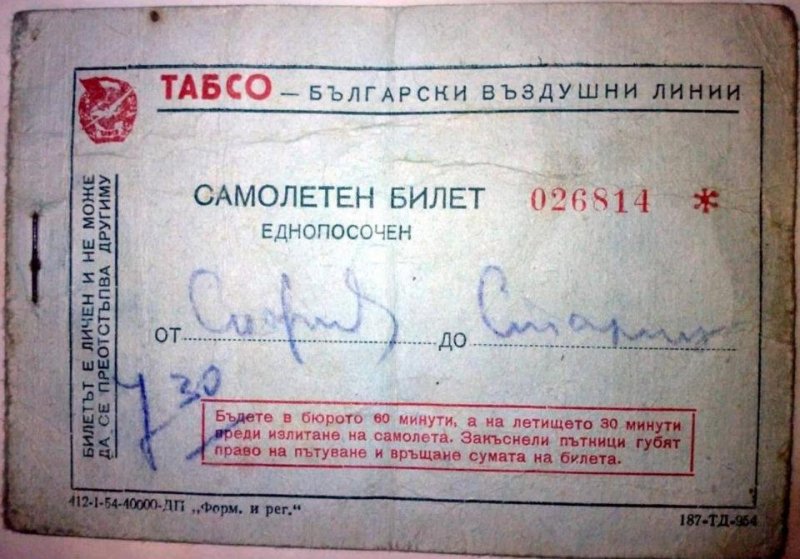 ТАБСО — БЪЛГАРСКИ ВЪЗДУШНИ ЛИНИИ
БИЛЕТЪТ Е ЛИЧЕН И НЕ МОЖЕ
ДА СЕ ПРЕОТСТЪПВА ДРУГИМУ
САМОЛЕТЕН БИЛЕТ 026814 *
ЕДНОПОСОЧЕН
ОТ София ДО
7 30
Бъдете в бюрото 60 минути, а на летището 30 минути
преди излитане на самолета. Закъснели пътници губят
право на пътуване и връщане сумата на билета.
412-1-54-40000-ДП „Форм. и рег."
187-ТД-954